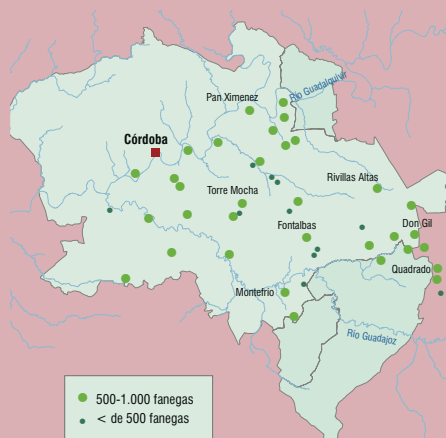 Río Guadalquivir
Pan Ximenez
Córdoba
Rivillas Altas
Torre Mocha
Fontalbas
Don Gil
Quadrado
Montefrio
Río Guadajoz
500-1.000 fanegas
< de 500 fanegas